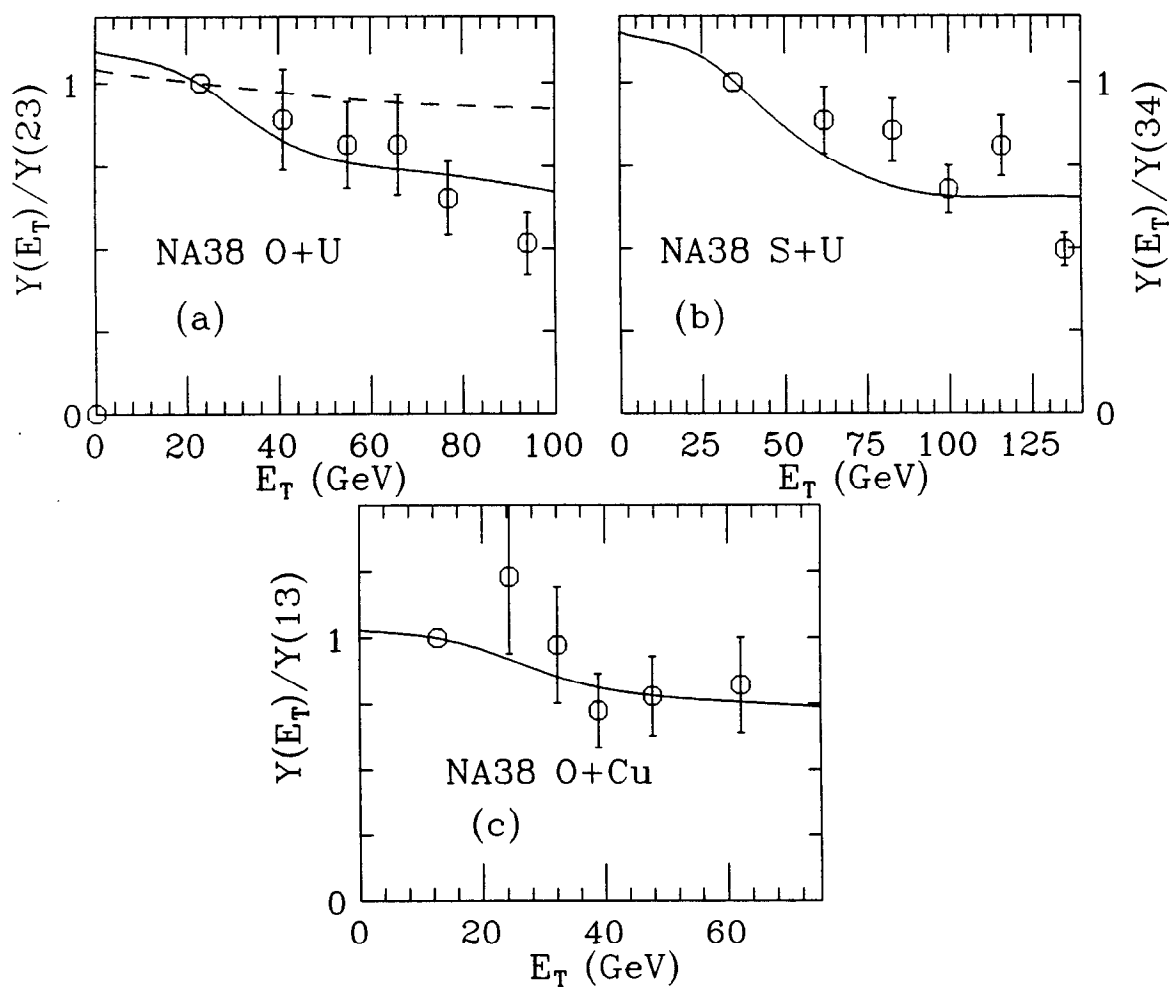 Y(E_T)/Y(23)
1
0
NA38 O+U
(a)
0 20 40 60 80 100
E_T (GeV)
NA38 S+U
(b)
0 25 50 75 100 125
E_T (GeV)
1
0
Y(E_T)/Y(34)
Y(E_T)/Y(13)
1
0
NA38 O+Cu
(c)
0 20 40 60
E_T (GeV)